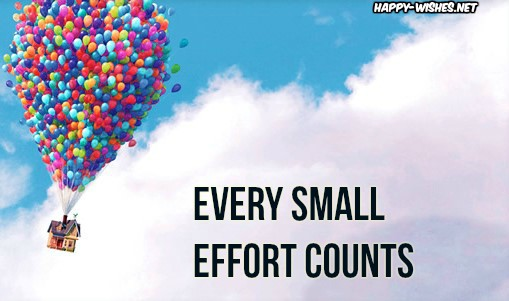 HAPPY-WISHES.NET
EVERY SMALL
EFFORT COUNTS